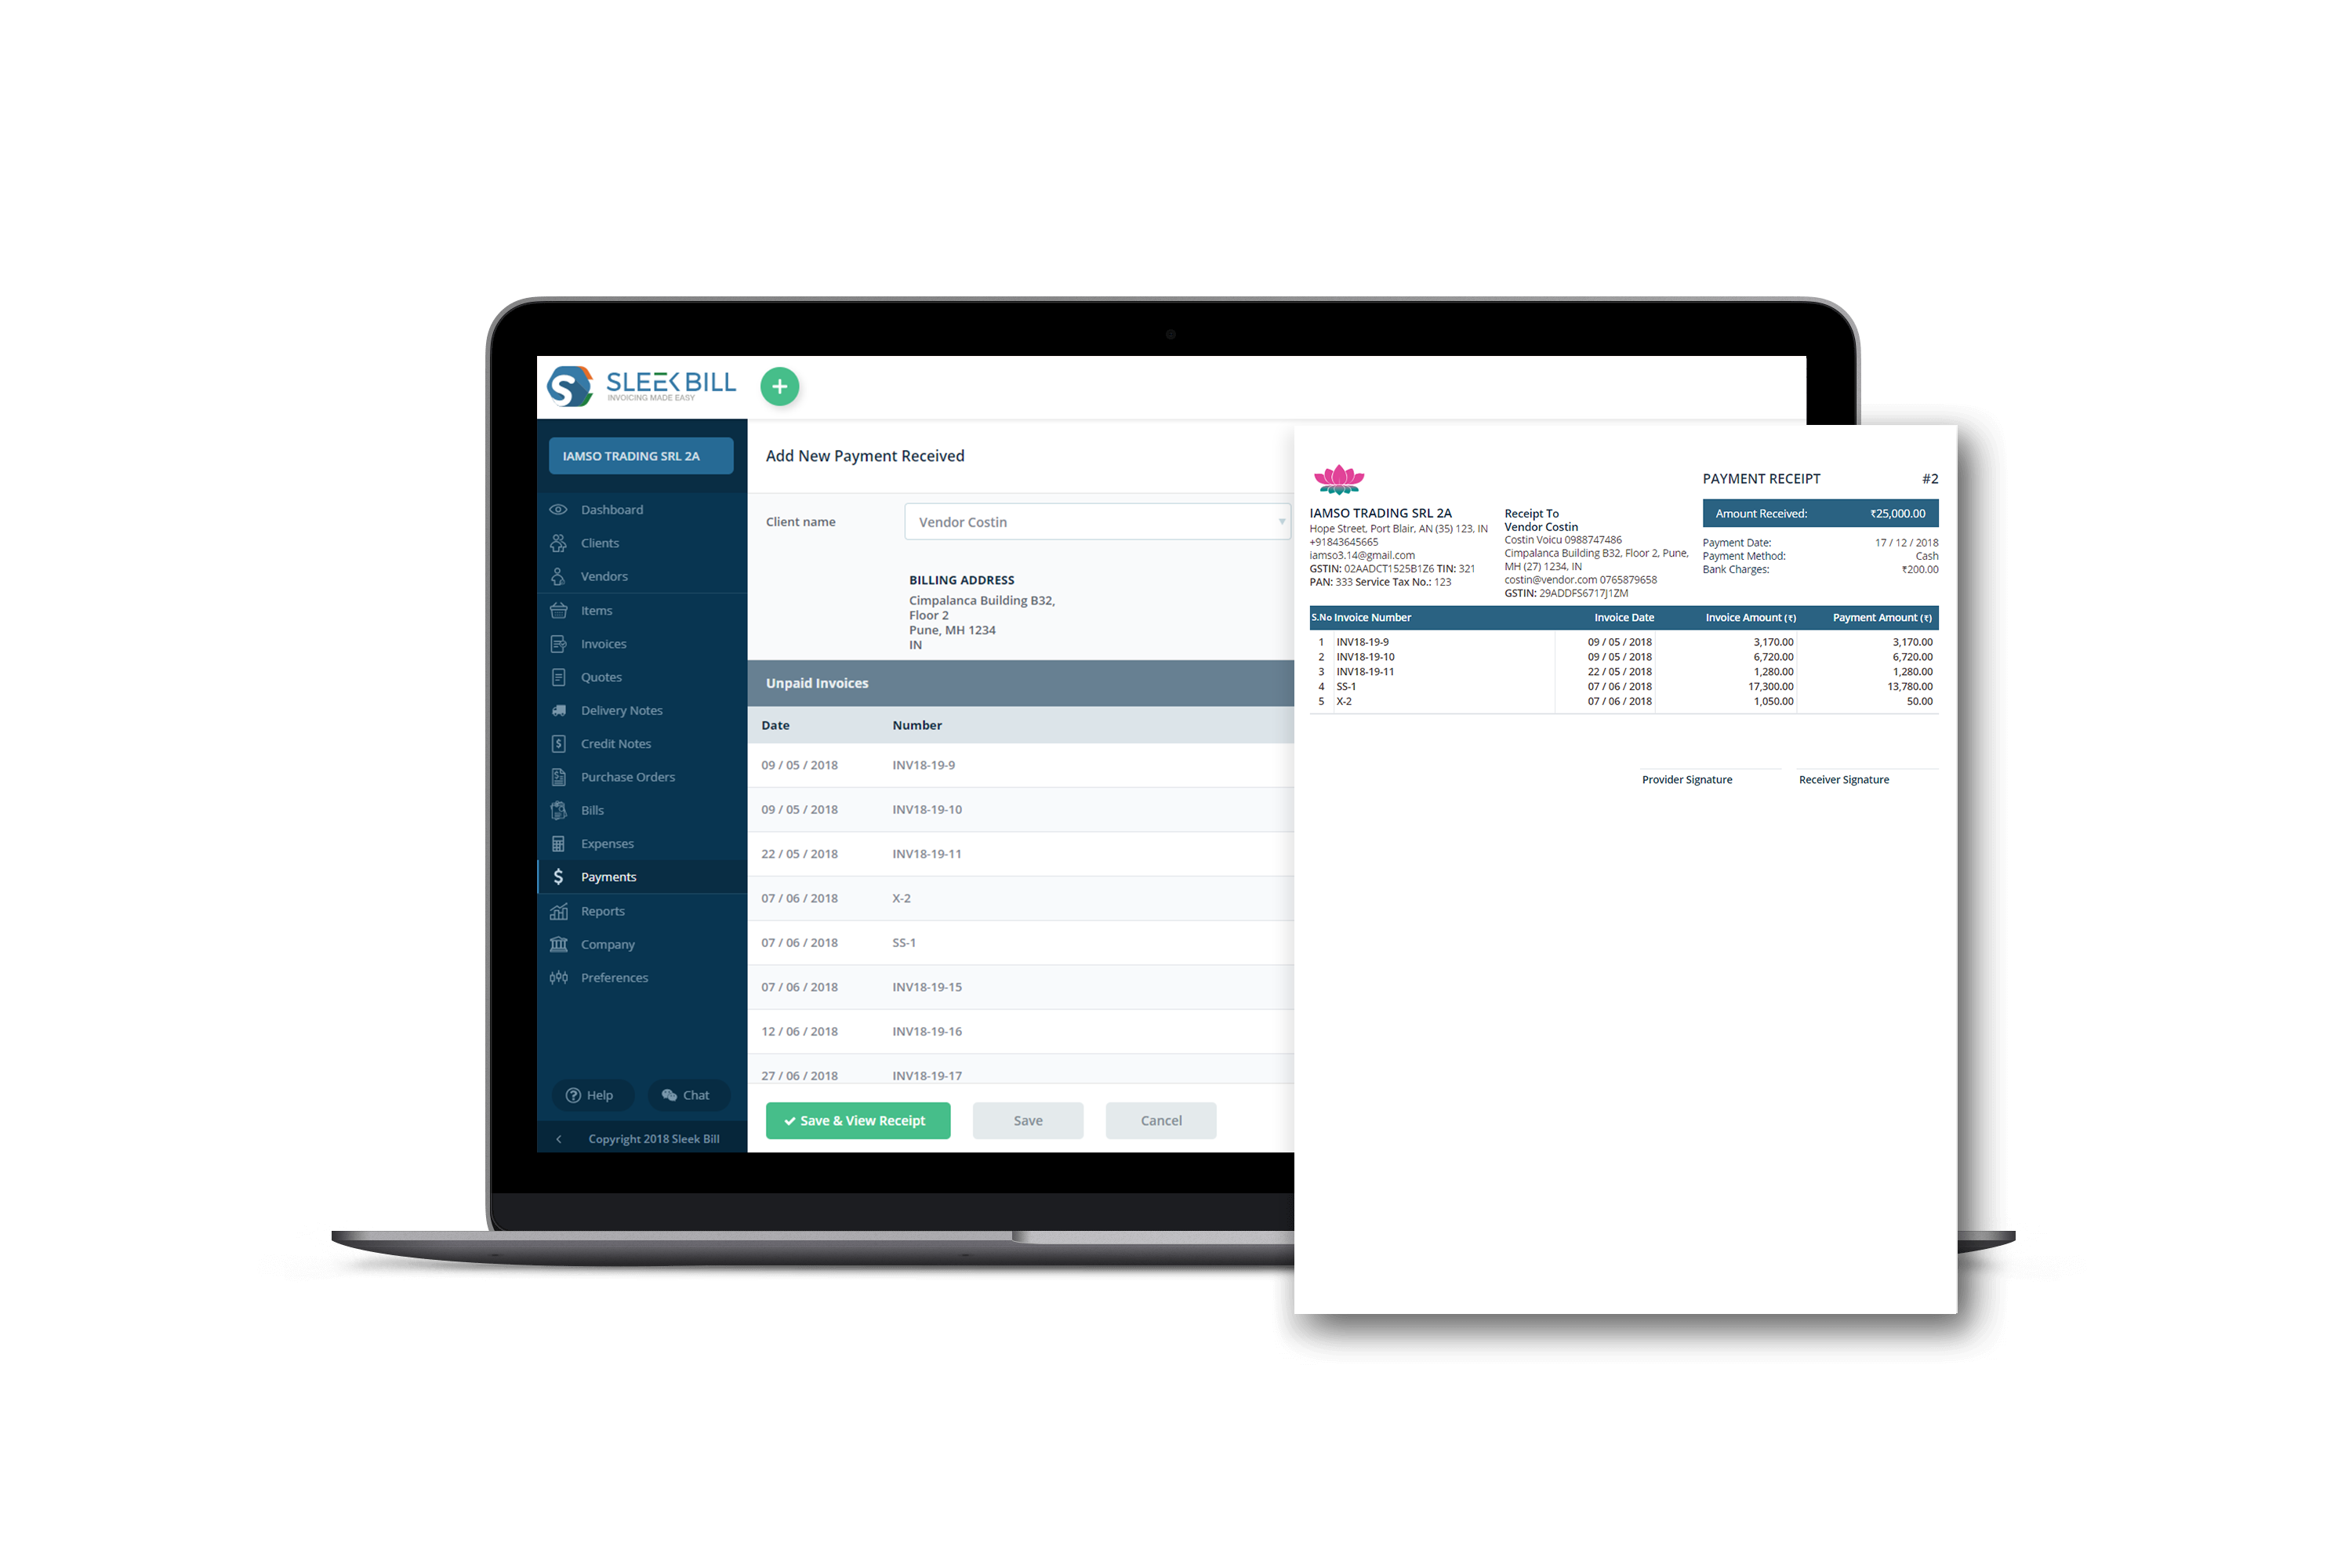 SLEEK BILL
INVOICING MADE EASY
IAMSO TRADING SRL 2A
Dashboard
Clients
Vendors
Items
Invoices
Quotes
Delivery Notes
Credit Notes
Purchase Orders
Bills
Expenses
Payments
Reports
Company
Preferences
Help Chat
Copyright 2018 Sleek Bill
Add New Payment Received
Client name Vendor Costin
BILLING ADDRESS
Cimpalanca Building B32,
Floor 2
Pune, MH 1234
IN
Unpaid Invoices
Date Number
09 / 05 / 2018 INV18-19-9
09 / 05 / 2018 INV18-19-10
22 / 05 / 2018 INV18-19-11
07 / 06 / 2018 X-2
07 / 06 / 2018 SS-1
07 / 06 / 2018 INV18-19-15
12 / 06 / 2018 INV18-19-16
27 / 06 / 2018 INV18-19-17
Save & View Receipt Save Cancel
IAMSO TRADING SRL 2A
Hope Street, Port Blair, AN (35) 123, IN
+91843645665
iamso3.14@gmail.com
GSTIN: 02AADCT1525B1Z6 TIN: 321
PAN: 333 Service Tax No.: 123
Receipt To
Vendor Costin
Costin Voicu 0988747486
Cimpalanca Building B32, Floor 2, Pune,
MH (27) 1234, IN
costin@vendor.com 0765879658
GSTIN: 29ADDFS6717J1ZM
PAYMENT RECEIPT #2
Amount Received: ₹25,000.00
Payment Date: 17 / 12 / 2018
Payment Method: Cash
Bank Charges: ₹200.00
S.No Invoice Number Invoice Date Invoice Amount (₹) Payment Amount (₹)
1 INV18-19-9 09 / 05 / 2018 3,170.00 3,170.00
2 INV18-19-10 09 / 05 / 2018 6,720.00 6,720.00
3 INV18-19-11 22 / 05 / 2018 1,280.00 1,280.00
4 SS-1 07 / 06 / 2018 17,300.00 13,780.00
5 X-2 07 / 06 / 2018 1,050.00 50.00
Provider Signature Receiver Signature